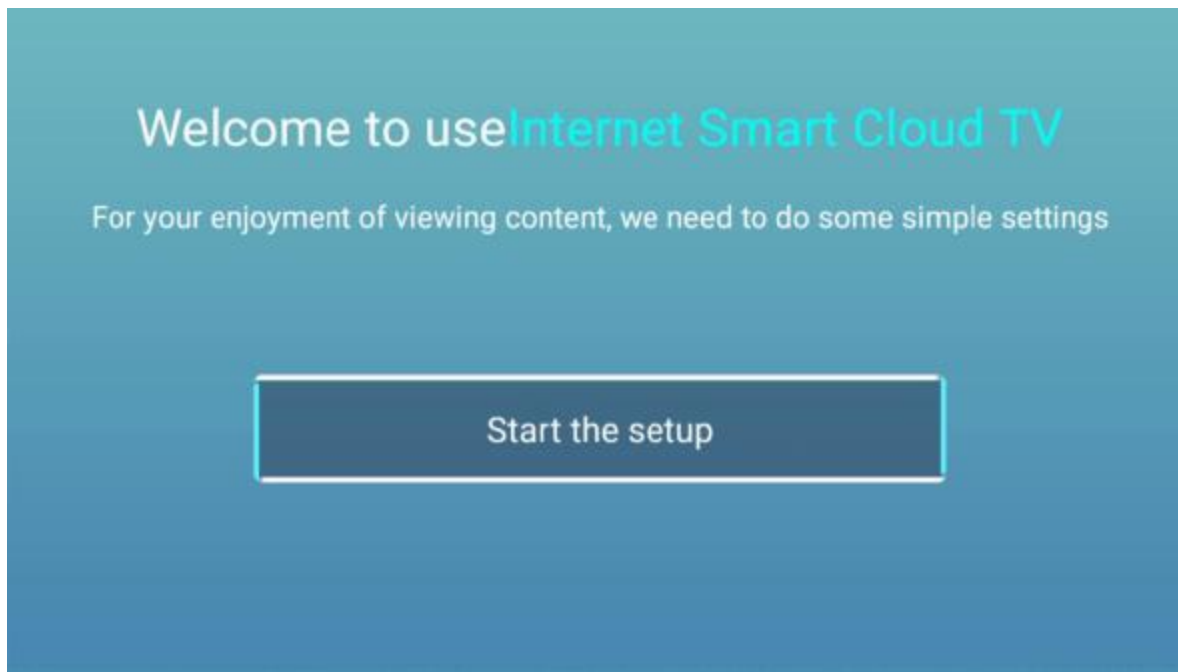 Welcome to useInternet Smart Cloud TV
For your enjoyment of viewing content, we need to do some simple settings
Start the setup